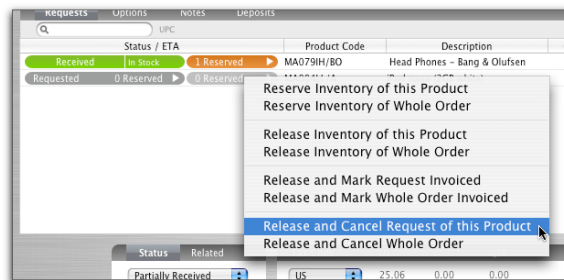 Requests Options Notes Deposits
UPC
Status / ETA Product Code Description
Received In Stock 1 Reserved MA079IH/BO Head Phones – Bang & Olufsen
Requested 0 Reserved 0 Reserved
Reserve Inventory of this Product
Reserve Inventory of Whole Order
Release Inventory of this Product
Release Inventory of Whole Order
Release and Mark Request Invoiced
Release and Mark Whole Order Invoiced
Release and Cancel Request of this Product
Release and Cancel Whole Order
Status Related
Partially Received US 25.06 0.00 0.00